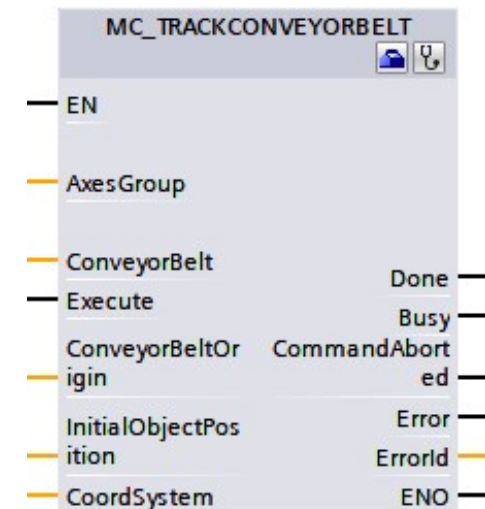 MC_TRACKCONVEYORBELT
EN
AxesGroup
ConveyorBelt
Done
Execute
Busy
ConveyorBeltOr
igin
CommandAbort
ed
Error
InitialObjectPos
ition
ErrorId
CoordSystem
ENO